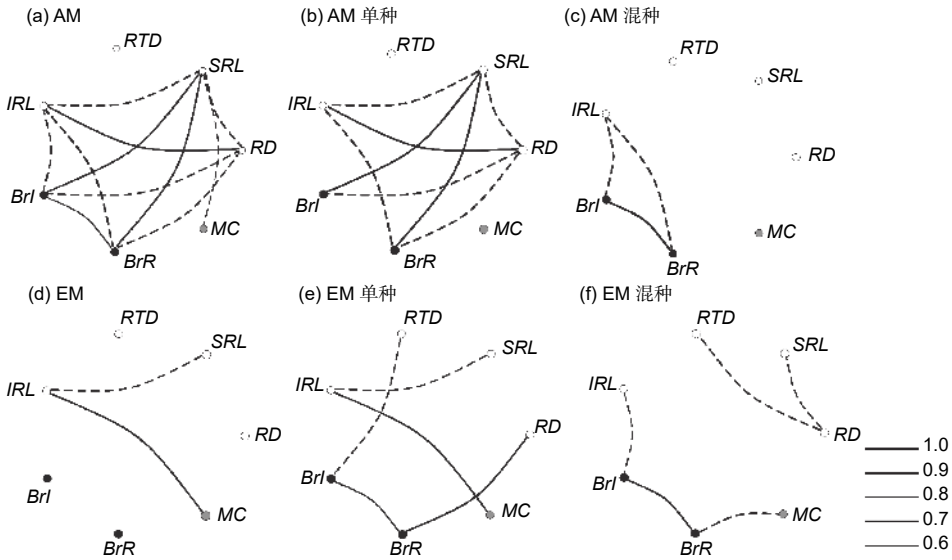 (a) AM
RTD
SRL
IRL
RD
BrI
MC
BrR
(b) AM 单种
RTD
SRL
IRL
RD
BrI
MC
BrR
(c) AM 混种
RTD
SRL
IRL
RD
BrI
MC
BrR
(d) EM
RTD
SRL
IRL
RD
BrI
MC
BrR
(e) EM 单种
RTD
SRL
IRL
RD
BrI
MC
BrR
(f) EM 混种
RTD
SRL
IRL
RD
BrI
MC
BrR
1.0
0.9
0.8
0.7
0.6